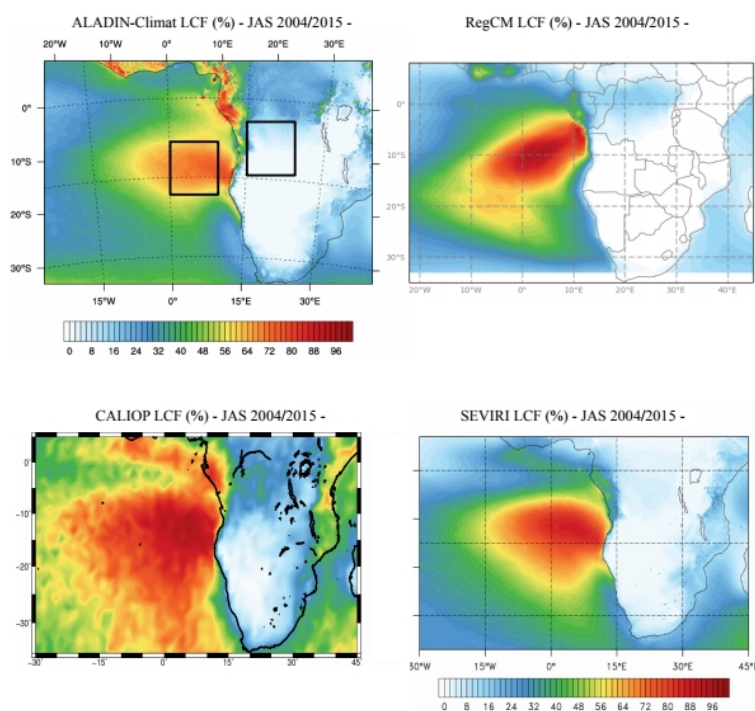 ALADIN-Climat LCF (%) - JAS 2004/2015 -
20°W 10°W 0° 10°E 20°E 30°E
0°
10°S
20°S
30°S
15°W 0° 15°E 30°E
0 8 16 24 32 40 48 56 64 72 80 88 96
RegCM LCF (%) - JAS 2004/2015 -
0°
10°S
20°S
30°S
20°W 10°W 0° 10°E 20°E 30°E 40°E
CALIOP LCF (%) - JAS 2004/2015 -
0°
-10°
-20°
-30°
-30 -15 0 15 30 45
SEVIRI LCF (%) - JAS 2004/2015 -
15°W 0° 15°E 30°E 45°E
0 8 16 24 32 40 48 56 64 72 80 88 96